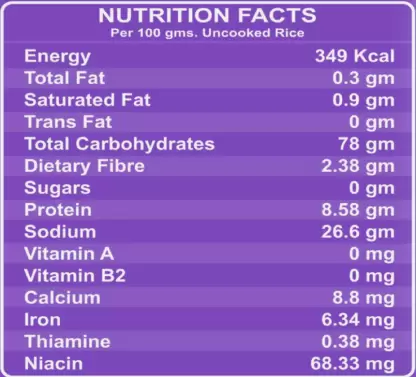 NUTRITION FACTS
Per 100 gms. Uncooked Rice
Energy 349 Kcal
Total Fat 0.3 gm
Saturated Fat 0.9 gm
Trans Fat 0 gm
Total Carbohydrates 78 gm
Dietary Fibre 2.38 gm
Sugars 0 gm
Protein 8.58 gm
Sodium 26.6 gm
Vitamin A 0 mg
Vitamin B2 0 mg
Calcium 8.8 mg
Iron 6.34 mg
Thiamine 0.38 mg
Niacin 68.33 mg